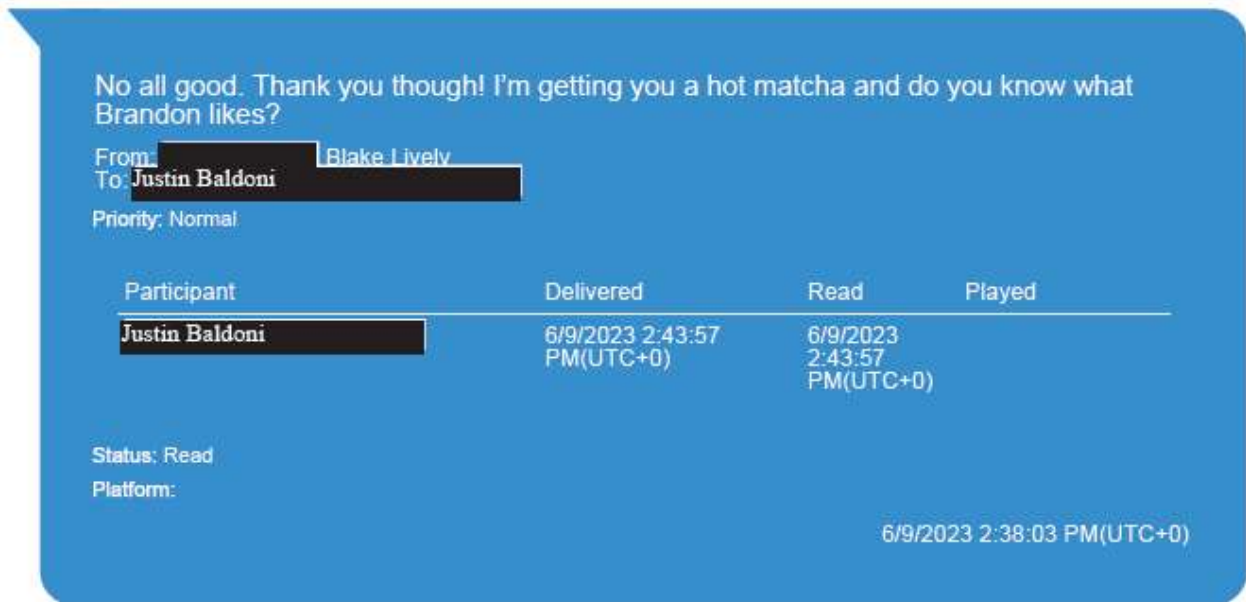 No all good. Thank you though! I'm getting you a hot matcha and do you know what
Brandon likes?
From: Blake Lively
To: Justin Baldoni
Priority: Normal
Participant Delivered Read Played
Justin Baldoni 6/9/2023 2:43:57 6/9/2023
PM(UTC+0) 2:43:57
PM(UTC+0)
Status: Read
Platform:
6/9/2023 2:38:03 PM(UTC+0)